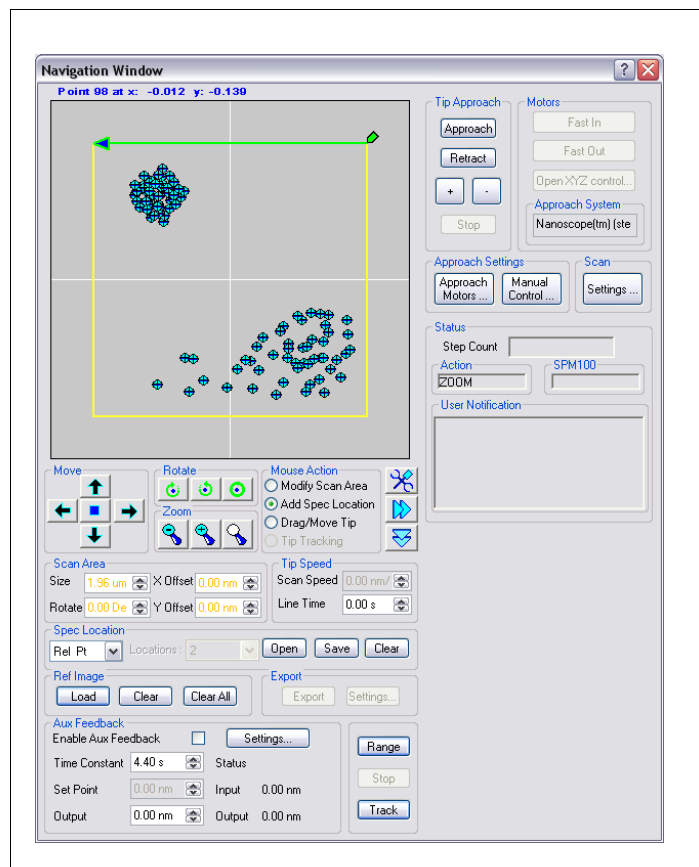 Navigation Window
Point 98 at x: -0.012 y: -0.139
Tip Approach
Approach
Retract
+ -
Stop
Motors
Fast In
Fast Out
Open XYZ control...
Approach System
Nanoscope(tm) (ste
Approach Settings
Approach Motors ...
Manual Control ...
Scan
Settings ...
Status
Step Count
Action
ZOOM
SPM100
User Notification
Move
Rotate
Zoom
Mouse Action
Modify Scan Area
Add Spec Location
Drag/Move Tip
Tip Tracking
Scan Area
Size 1.96 um X Offset 0.00 nm
Rotate 0.00 De Y Offset 0.00 nm
Tip Speed
Scan Speed 0.00 nm/
Line Time 0.00 s
Spec Location
Rel Pt Locations : 2 Open Save Clear
Ref Image
Load Clear Clear All
Export
Export Settings...
Aux Feedback
Enable Aux Feedback Settings...
Time Constant 4.40 s Status
Set Point 0.00 nm Input 0.00 nm
Output 0.00 nm Output 0.00 nm
Range
Stop
Track